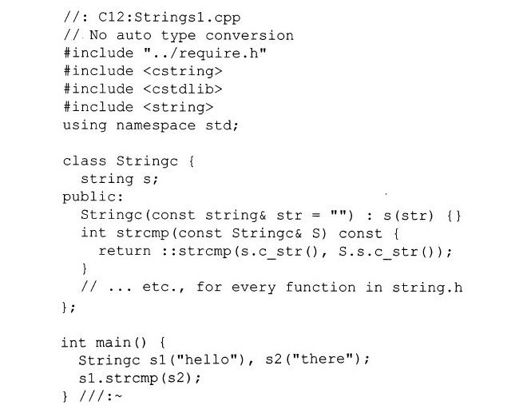 //: C12:Strings1.cpp
// No auto type conversion
#include "../require.h"
#include <cstring>
#include <cstdlib>
#include <string>
using namespace std;

class Stringc {
  string s;
public:
  Stringc(const string& str = "") : s(str) {}
  int strcmp(const Stringc& S) const {
    return ::strcmp(s.c_str(), S.s.c_str());
  }
  // ... etc., for every function in string.h
};

int main() {
  Stringc s1("hello"), s2("there");
  s1.strcmp(s2);
} ///:~